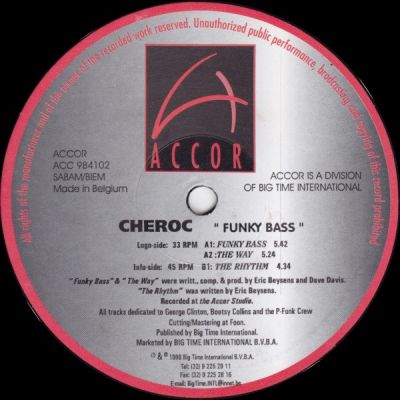 All rights of the manufacturer and of the owner of the recorded work reserved. Unauthorized public performance, broadcasting and copying of this record prohibited
ACCOR
ACCOR
ACC 984102
SABAM/BIEM
Made in Belgium
ACCOR IS A DIVISION
OF BIG TIME INTERNATIONAL
CHEROC " FUNKY BASS "
Logo-side: 33 RPM A1: FUNKY BASS 5.42
A2 : THE WAY 5.24
Info-side: 45 RPM B1: THE RHYTHM 4,34
"Funky Bass" & "The Way" were writt., comp. & prod. by Eric Beysens and Dave Davis.
"The Rhythm" was written by Eric Beysens.
Recorded at the Accor Studio.
All tracks dedicated to George Clinton, Bootsy Collins and the P-Funk Crew
Cutting/Mastering at Foon.
Published by Big Time International.
Marketed by BIG TIME INTERNATIONAL B.V.B.A.
℗ & © 1998 Big Time International B.V.B.A.
Tel: (32) 9 225 29 11
Fax: (32) 9 225 28 16
E-mail: BigTime.INTL@innet.be